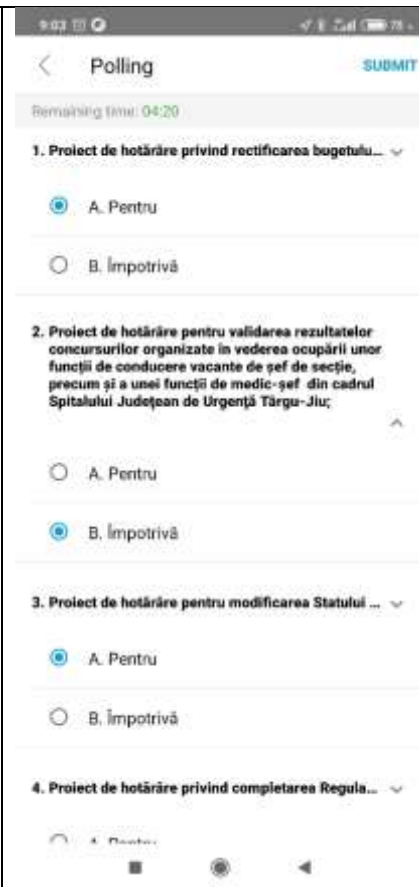 9:03
Polling
SUBMIT
Remaining time: 04:20
1. Proiect de hotărâre privind rectificarea bugetulu...
A. Pentru
B. Împotrivă
2. Proiect de hotărâre pentru validarea rezultatelor
concursurilor organizate în vederea ocupării unor
funcții de conducere vacante de șef de secție,
precum și a unei funcții de medic-șef din cadrul
Spitalului Județean de Urgență Târgu-Jiu;
A. Pentru
B. Împotrivă
3. Proiect de hotărâre pentru modificarea Statului ...
A. Pentru
B. Împotrivă
4. Proiect de hotărâre privind completarea Regula...